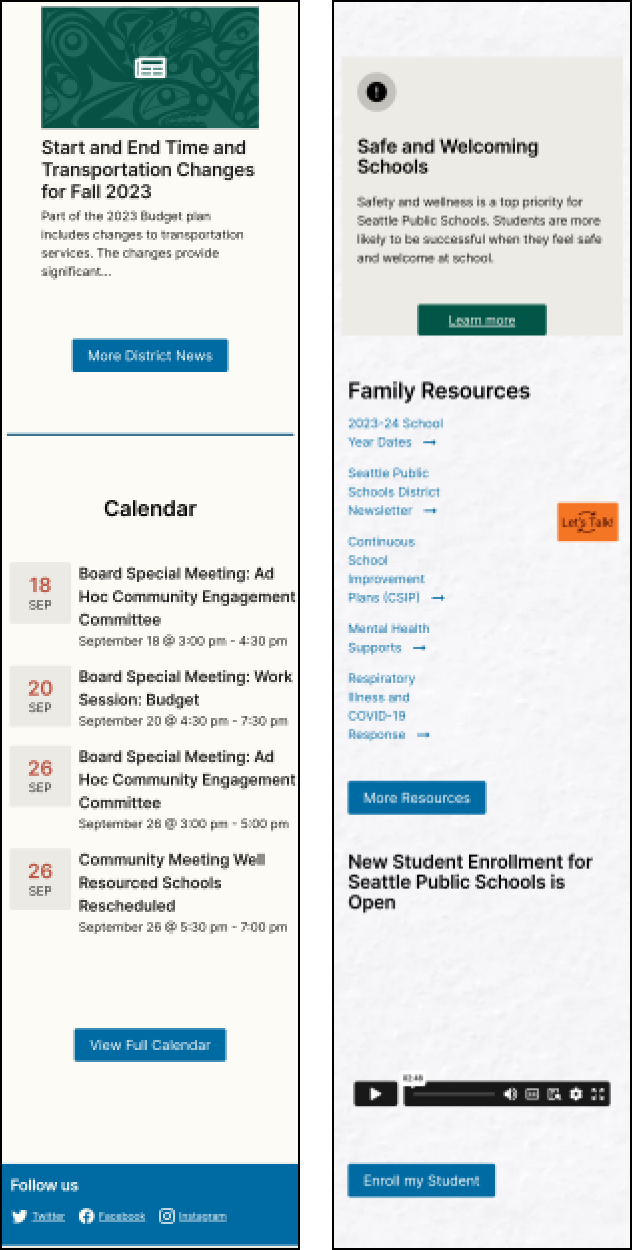 Start and End Time and
Transportation Changes
for Fall 2023
Part of the 2023 Budget plan
includes changes to transportation
services. The changes provide
significant...
More District News
Calendar
18
SEP
Board Special Meeting: Ad
Hoc Community Engagement
Committee
September 18 @ 3:00 pm - 4:30 pm
20
SEP
Board Special Meeting: Work
Session: Budget
September 20 @ 4:30 pm - 7:30 pm
26
SEP
Board Special Meeting: Ad
Hoc Community Engagement
Committee
September 26 @ 3:00 pm - 5:00 pm
26
SEP
Community Meeting Well
Resourced Schools
Rescheduled
September 26 @ 5:30 pm - 7:00 pm
View Full Calendar
Follow us
Twitter
Facebook
Instagram
Safe and Welcoming
Schools
Safety and wellness is a top priority for
Seattle Public Schools. Students are more
likely to be successful when they feel safe
and welcome at school.
Learn more
Family Resources
2023-24 School
Year Dates →
Seattle Public
Schools District
Newsletter →
Let's Talk!
Continuous
School
Improvement
Plans (CSIP) →
Mental Health
Supports →
Respiratory
Illness and
COVID-19
Response →
More Resources
New Student Enrollment for
Seattle Public Schools is
Open
02:48
Enroll my Student